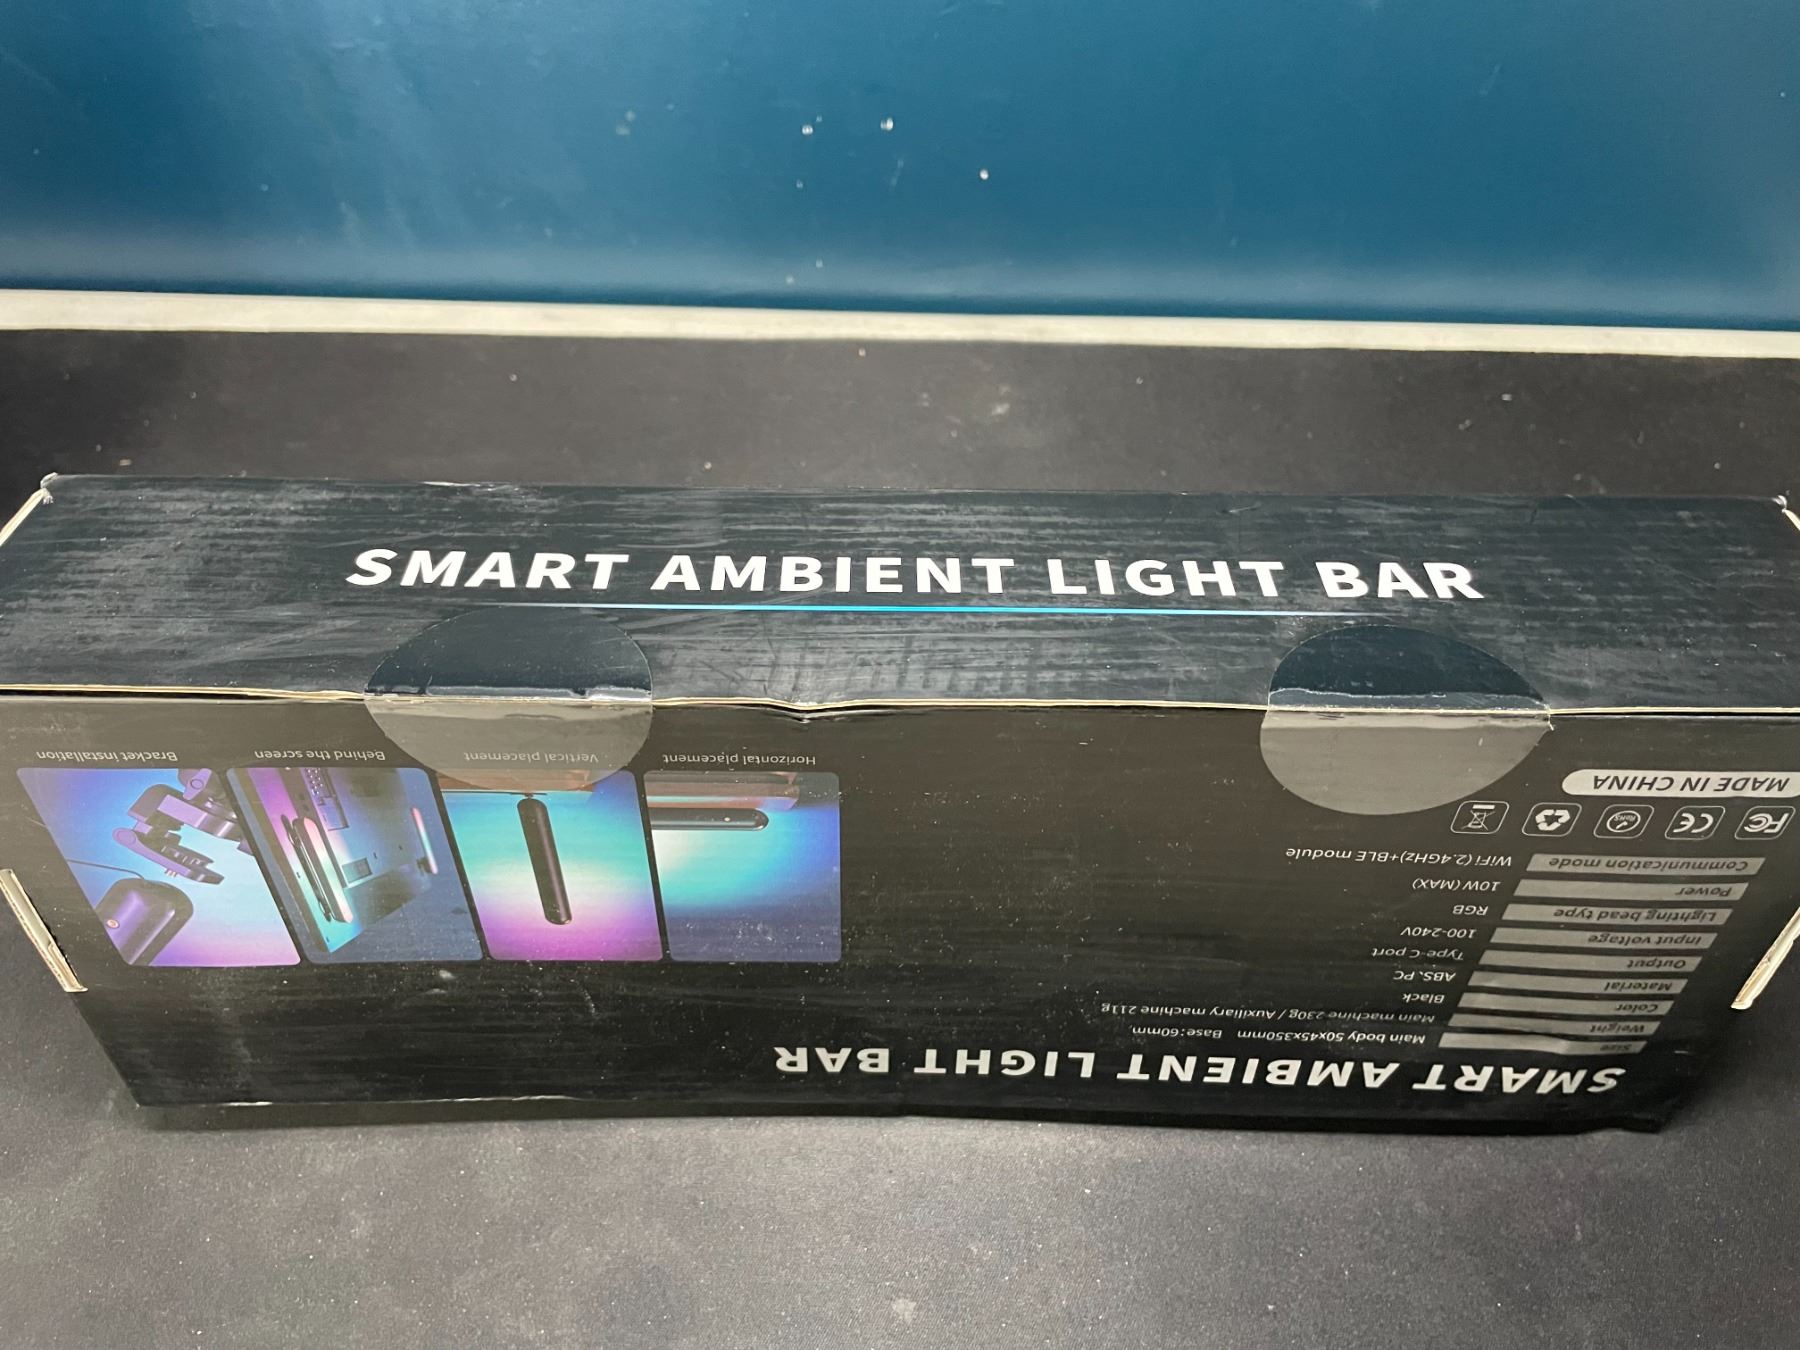 SMART AMBIENT LIGHT BAR
SMART AMBIENT LIGHT BAR
Size Main body 50x45x350mm Base:60mm
Weight Main machine 230g / Auxiliary machine 211g
Color Black
Material ABS、PC
Output Type-C port
Input voltage 100-240V
Lighting bead type RGB
Power 10W (MAX)
Communication mode WiFi (2.4GHz)+BLE module
FC CE RoHS
MADE IN CHINA
Horizontal placement
Vertical placement
Behind the screen
Bracket installation